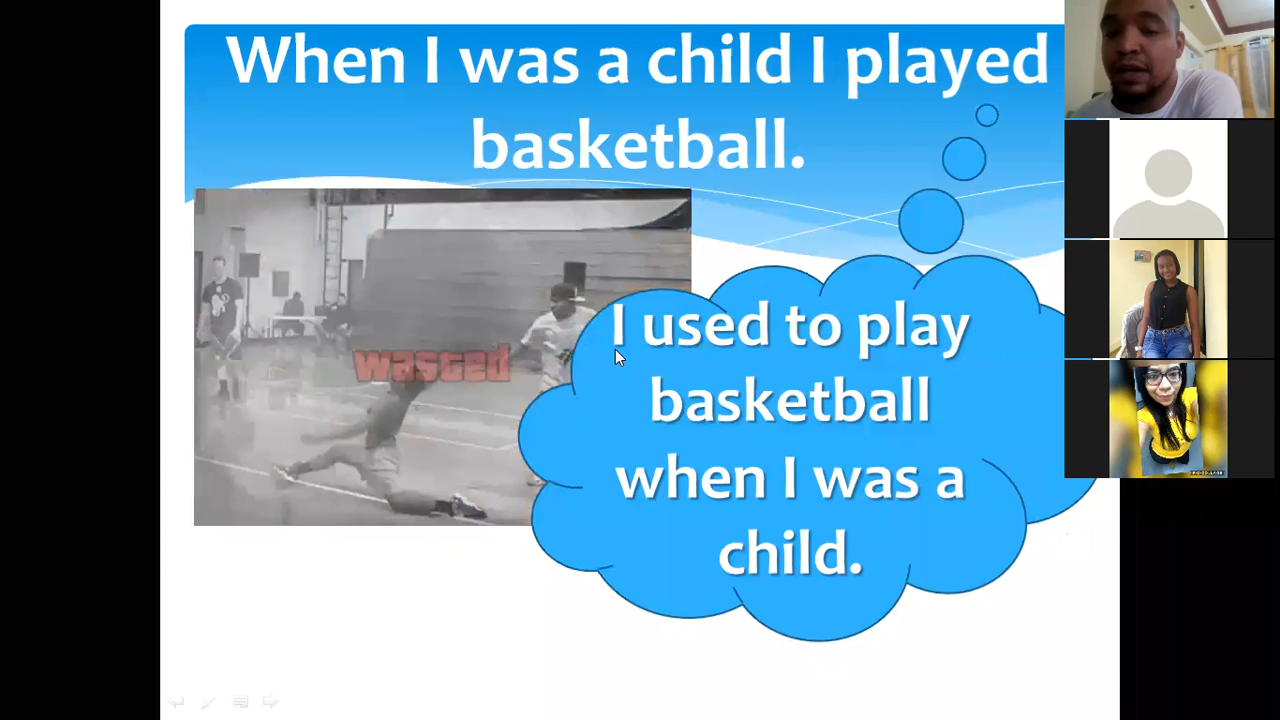 When I was a child I played
basketball.
wasted
I used to play
basketball
when I was a
child.